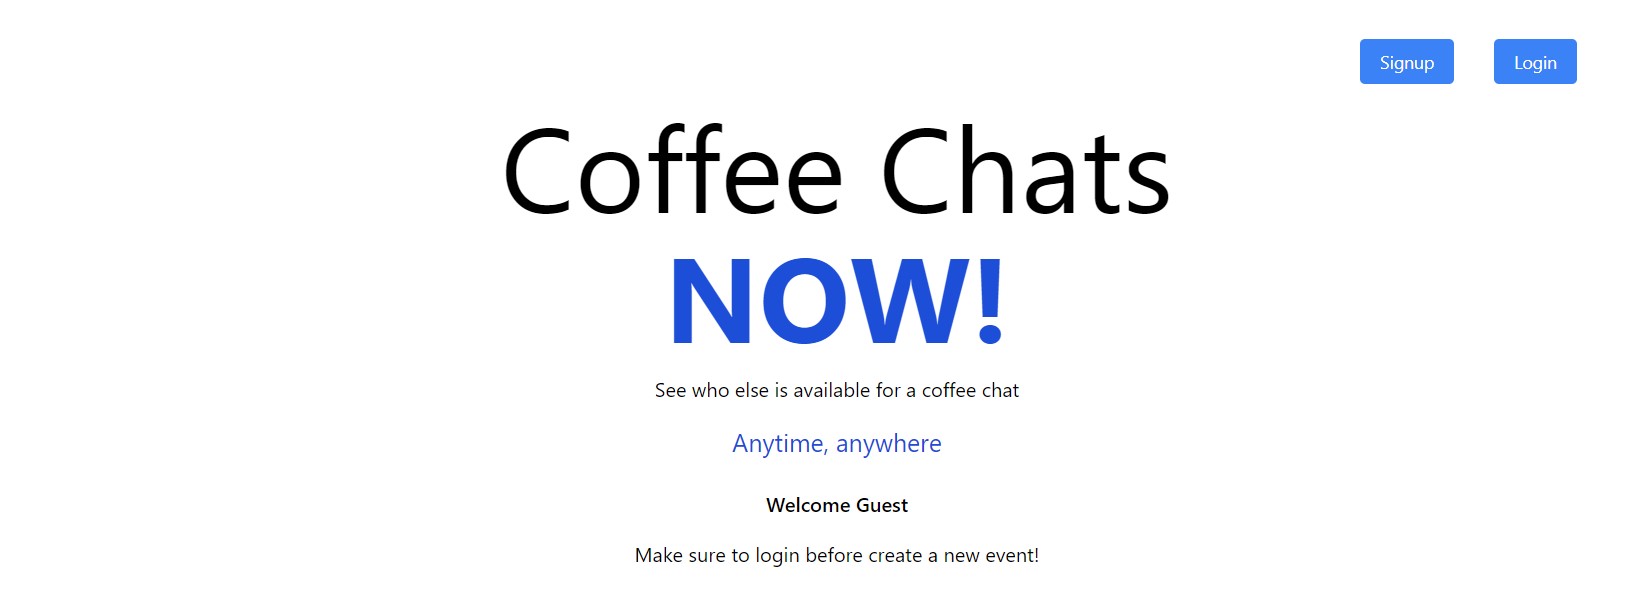 Signup
Login
Coffee Chats
NOW!
See who else is available for a coffee chat
Anytime, anywhere
Welcome Guest
Make sure to login before create a new event!